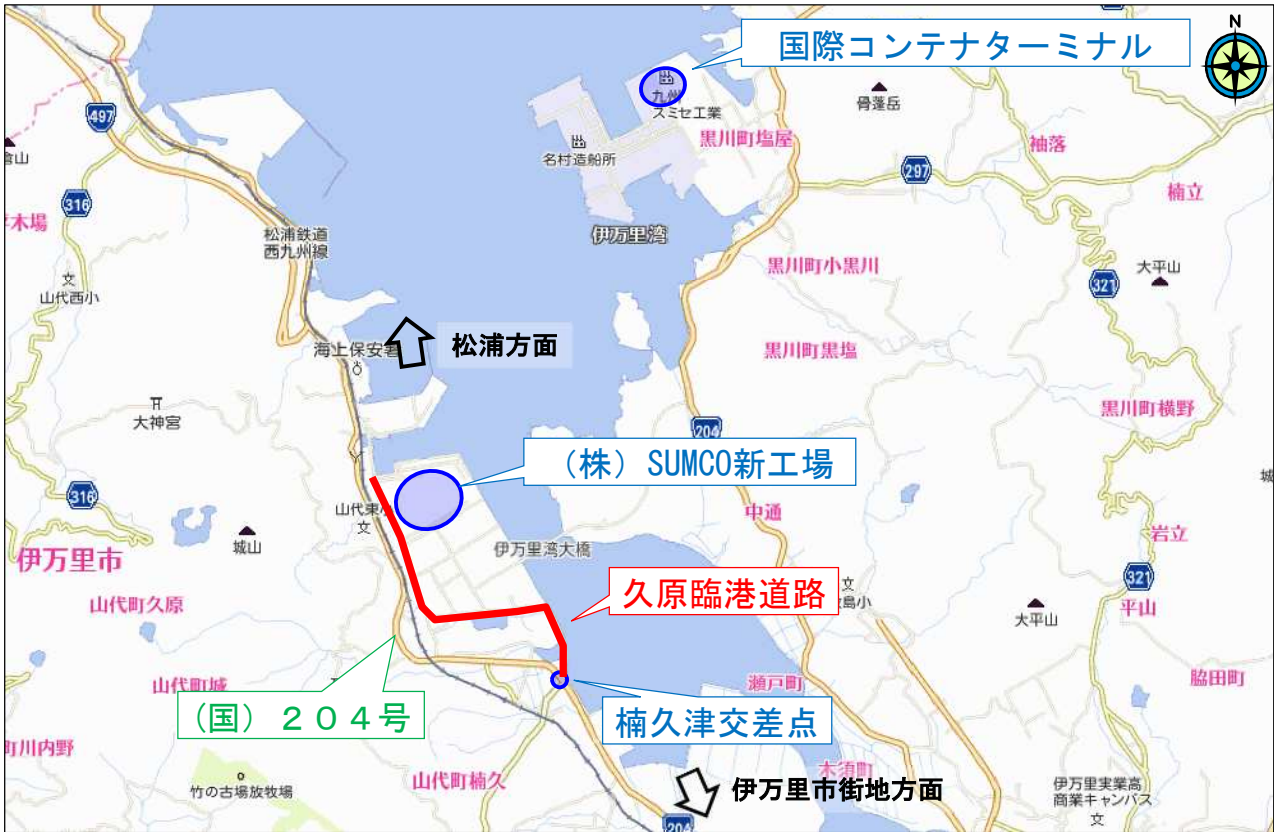 国際コンテナターミナル
N
497
九州
スミセ工業
骨蓬岳
黒川町塩屋
袖落
名村造船所
297
楠立
316
松浦鉄道
西九州線
伊万里湾
文
山代西小
黒川町小黒川
大平山
321
海上保安署
松浦方面
黒川町黒塩
大神宮
黒川町横野
204
(株) SUMCO新工場
316
山代東小
文
中通
城山
伊万里湾大橋
岩立
伊万里市
久原臨港道路
文
321
山代町久原
大平山
平山
山代町城
瀬戸町
脇田町
(国) 204号
楠久津交差点
町川内野
竹の古場放牧場
山代町楠久
木須町
伊万里市街地方面
伊万里実業高
商業キャンパス
文
204